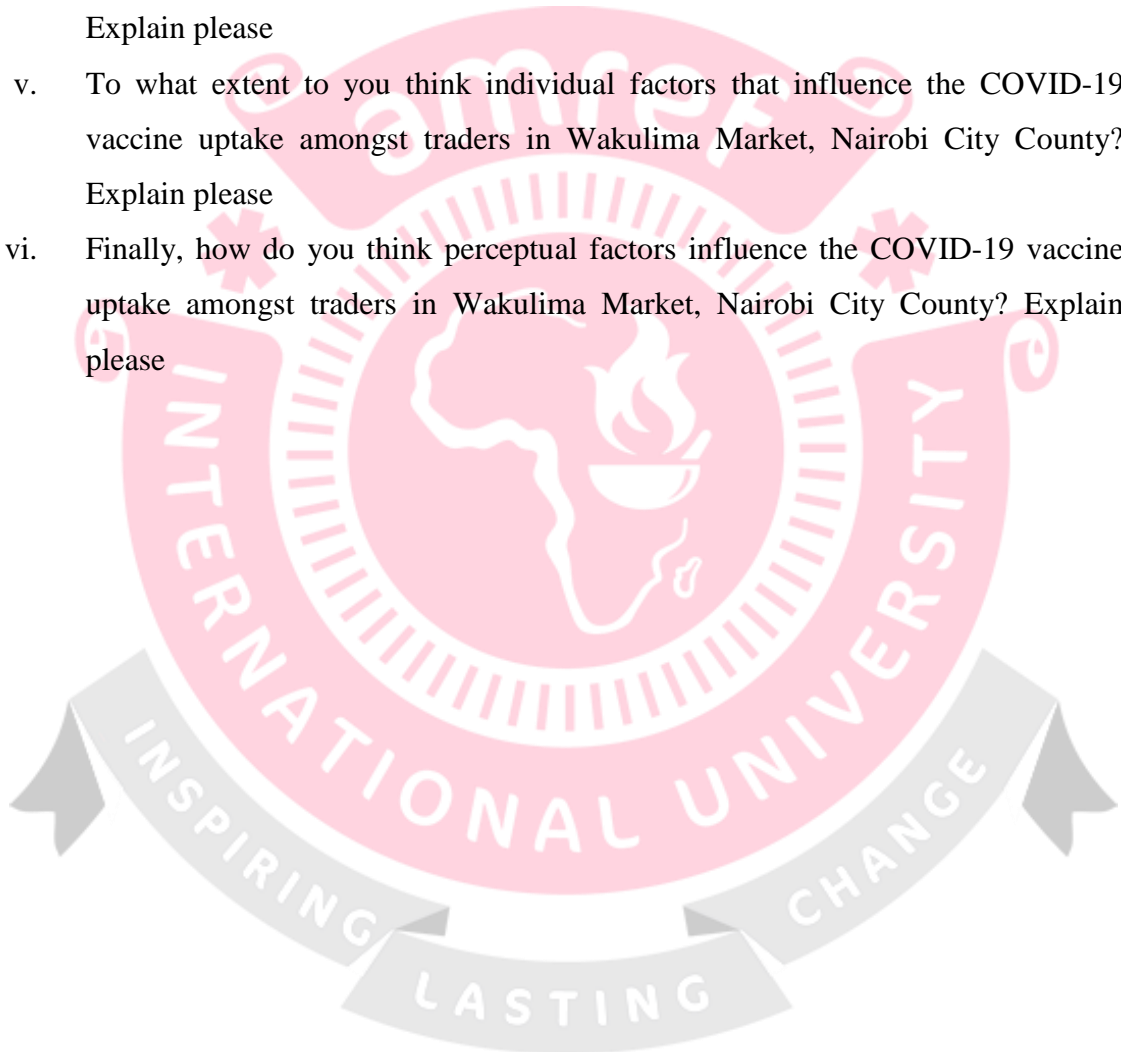 Explain please
v. To what extent to you think individual factors that influence the COVID-19
vaccine uptake amongst traders in Wakulima Market, Nairobi City County?
Explain please
vi. Finally, how do you think perceptual factors influence the COVID-19 vaccine
uptake amongst traders in Wakulima Market, Nairobi City County? Explain
please
amref
INTERNATIONAL UNIVERSITY
INSPIRING LASTING CHANGE